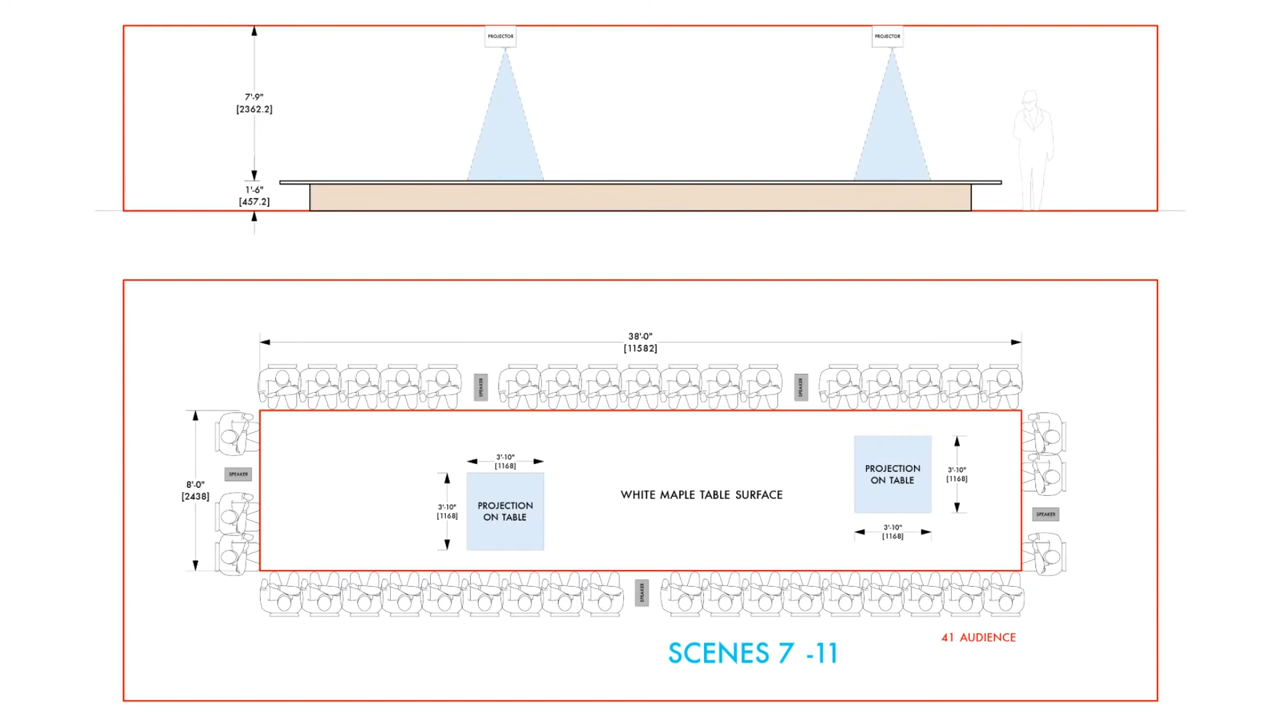 PROJECTOR
PROJECTOR
7'-9"
[2362.2]
1'-6"
[457.2]
38'-0"
[11582]
SPEAKER
SPEAKER
8'-0"
[2438]
SPEAKER
3'-10"
[1168]
3'-10"
[1168]
PROJECTION
ON TABLE
WHITE MAPLE TABLE SURFACE
PROJECTION
ON TABLE
3'-10"
[1168]
3'-10"
[1168]
SPEAKER
SPEAKER
41 AUDIENCE
SCENES 7 -11